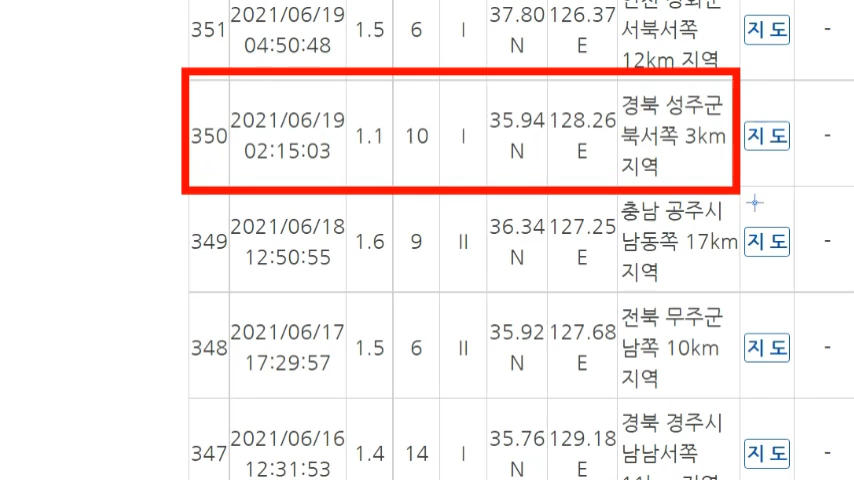 351
2021/06/19
04:50:48
1.5
6
I
37.80
N
126.37
E
서북서쪽
12km 지역
지 도
-
350
2021/06/19
02:15:03
1.1
10
I
35.94
N
128.26
E
경북 성주군
북서쪽 3km
지역
지 도
-
349
2021/06/18
12:50:55
1.6
9
II
36.34
N
127.25
E
충남 공주시
남동쪽 17km
지역
지 도
-
348
2021/06/17
17:29:57
1.5
6
II
35.92
N
127.68
E
전북 무주군
남쪽 10km
지역
지 도
-
347
2021/06/16
12:31:53
1.4
14
I
35.76
N
129.18
E
경북 경주시
남남서쪽
지 도
-